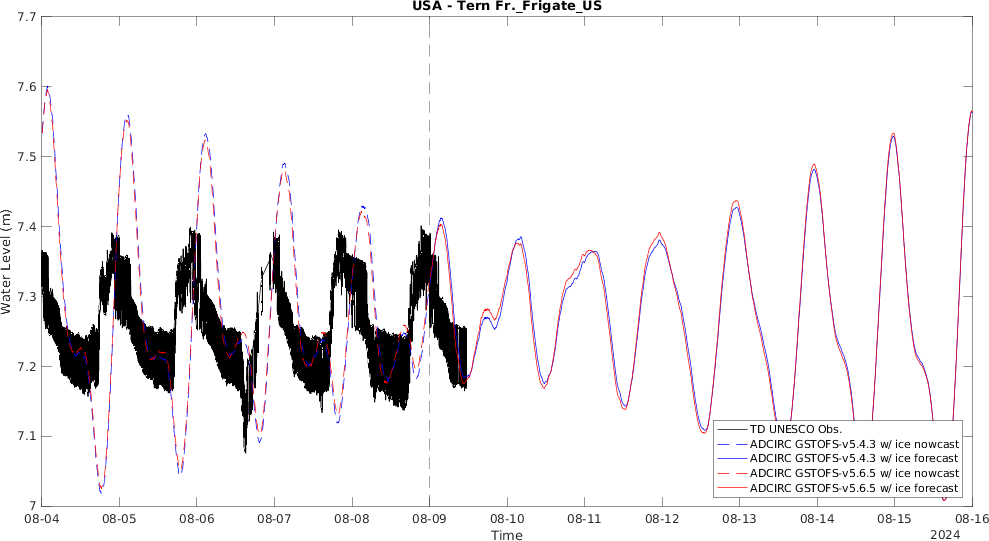 USA - Tern Fr._Frigate_US
7.7
7.6
7.5
7.4
7.3
7.2
7.1
7
Water Level (m)
TD UNESCO Obs.
ADCIRC GSTOFS-v5.4.3 w/ ice nowcast
ADCIRC GSTOFS-v5.4.3 w/ ice forecast
ADCIRC GSTOFS-v5.6.5 w/ ice nowcast
ADCIRC GSTOFS-v5.6.5 w/ ice forecast
08-04 08-05 08-06 08-07 08-08 08-09 08-10 08-11 08-12 08-13 08-14 08-15 08-16
Time
2024